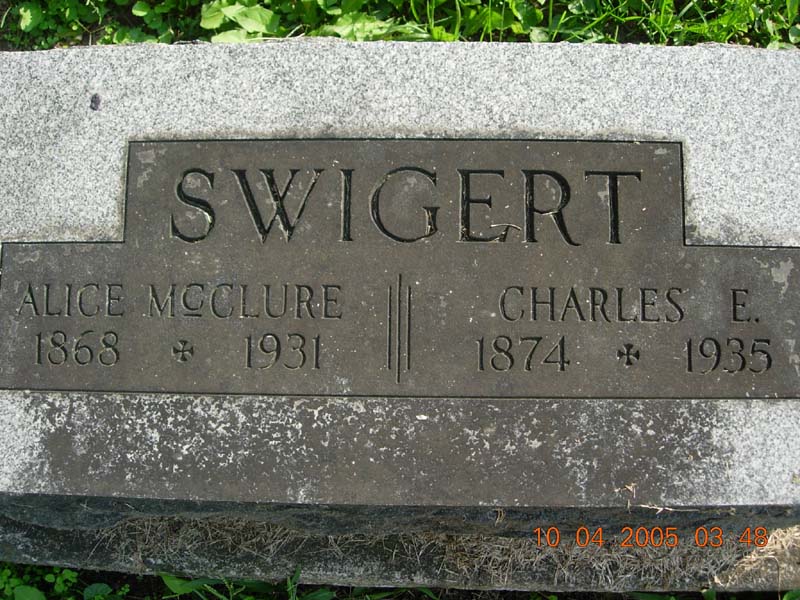 SWIGERT
ALICE McCLURE
1868 ✠ 1931
CHARLES E.
1874 ✠ 1935
10 04 2005 03 48